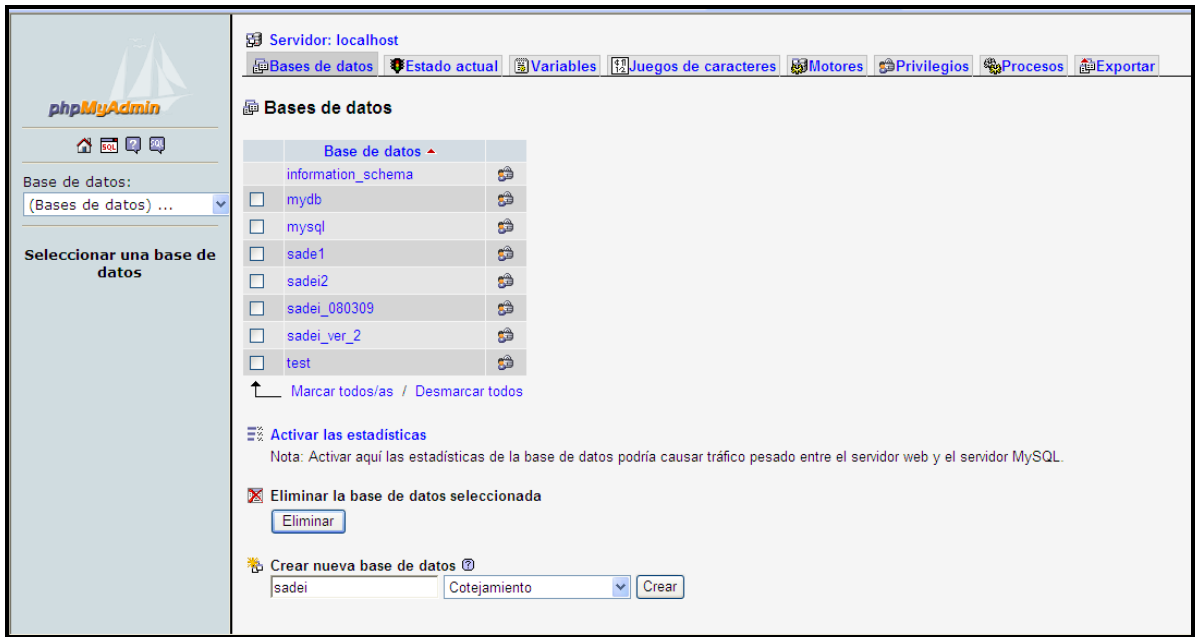 phpMyAdmin
SQL
SQL
Base de datos:
(Bases de datos) ...
Seleccionar una base de
datos
Servidor: localhost
Bases de datos Estado actual Variables Juegos de caracteres Motores Privilegios Procesos Exportar
Bases de datos
Base de datos
information_schema
mydb
mysql
sade1
sadei2
sadei_080309
sadei_ver_2
test
Marcar todos/as / Desmarcar todos
Activar las estadísticas
Nota: Activar aquí las estadísticas de la base de datos podría causar tráfico pesado entre el servidor web y el servidor MySQL.
Eliminar la base de datos seleccionada
Eliminar
Crear nueva base de datos
sadei Cotejamiento Crear